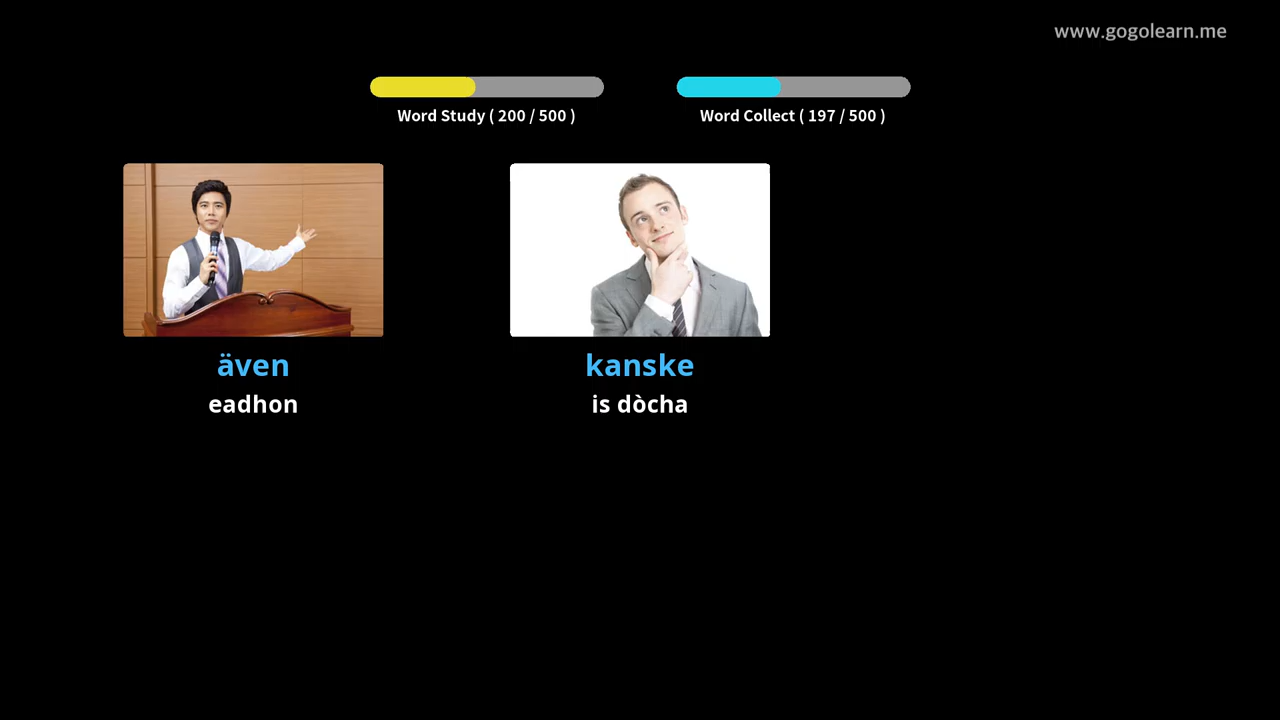 www.gogolearn.me
Word Study ( 200 / 500 )
Word Collect ( 197 / 500 )
även
eadhon
kanske
is dòcha